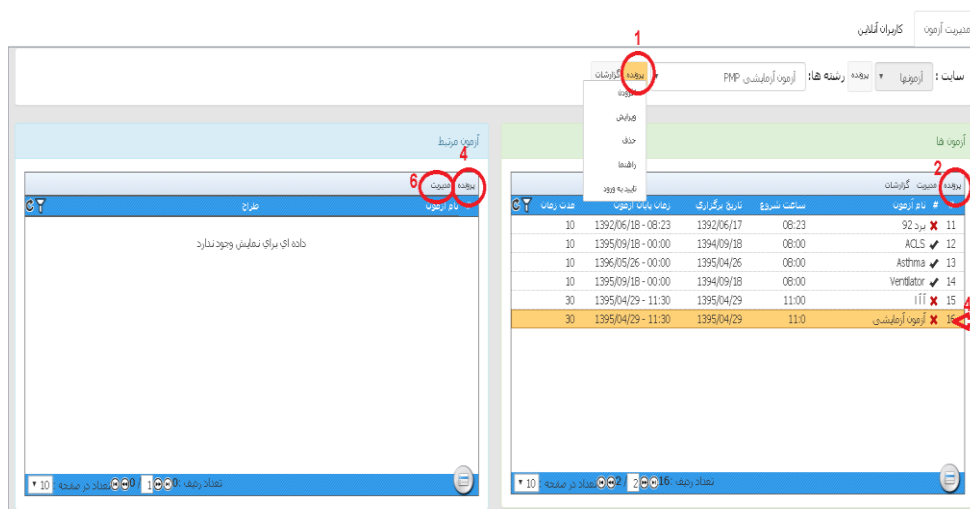 مدیریت آزمون کاربران آنلاین
1
سایت : آزمونها پرونده رشته ها: آزمون آزمایشی PMP پرونده گزارشات
افزودن
ویرایش
حذف
راهنما
تایید به ورود
آزمون ها
2
پرونده مدیریت گزارشات
# نام آزمون ساعت شروع تاریخ برگزاری زمان پایان آزمون مدت زمان
11 برد 92 08:23 1392/06/17 1392/06/18 - 08:23 10
12 ACLS 08:00 1394/09/18 1395/09/18 - 00:00 10
13 Asthma 08:00 1395/04/26 1396/05/26 - 00:00 10
14 Ventilator 08:00 1394/09/18 1395/09/18 - 00:00 10
15 آآا 11:00 1395/04/29 1395/04/29 - 11:30 30
16 آزمون آزمایشی 11:0 1395/04/29 1395/04/29 - 11:30 30
4
تعداد ردیف :16 2 / 2 تعداد در صفحه : 10
آزمون مرتبط
4
6
پرونده مدیریت
نام آزمون طراح
داده ای برای نمایش وجود ندارد
تعداد ردیف :0 1 / 0 تعداد در صفحه : 10